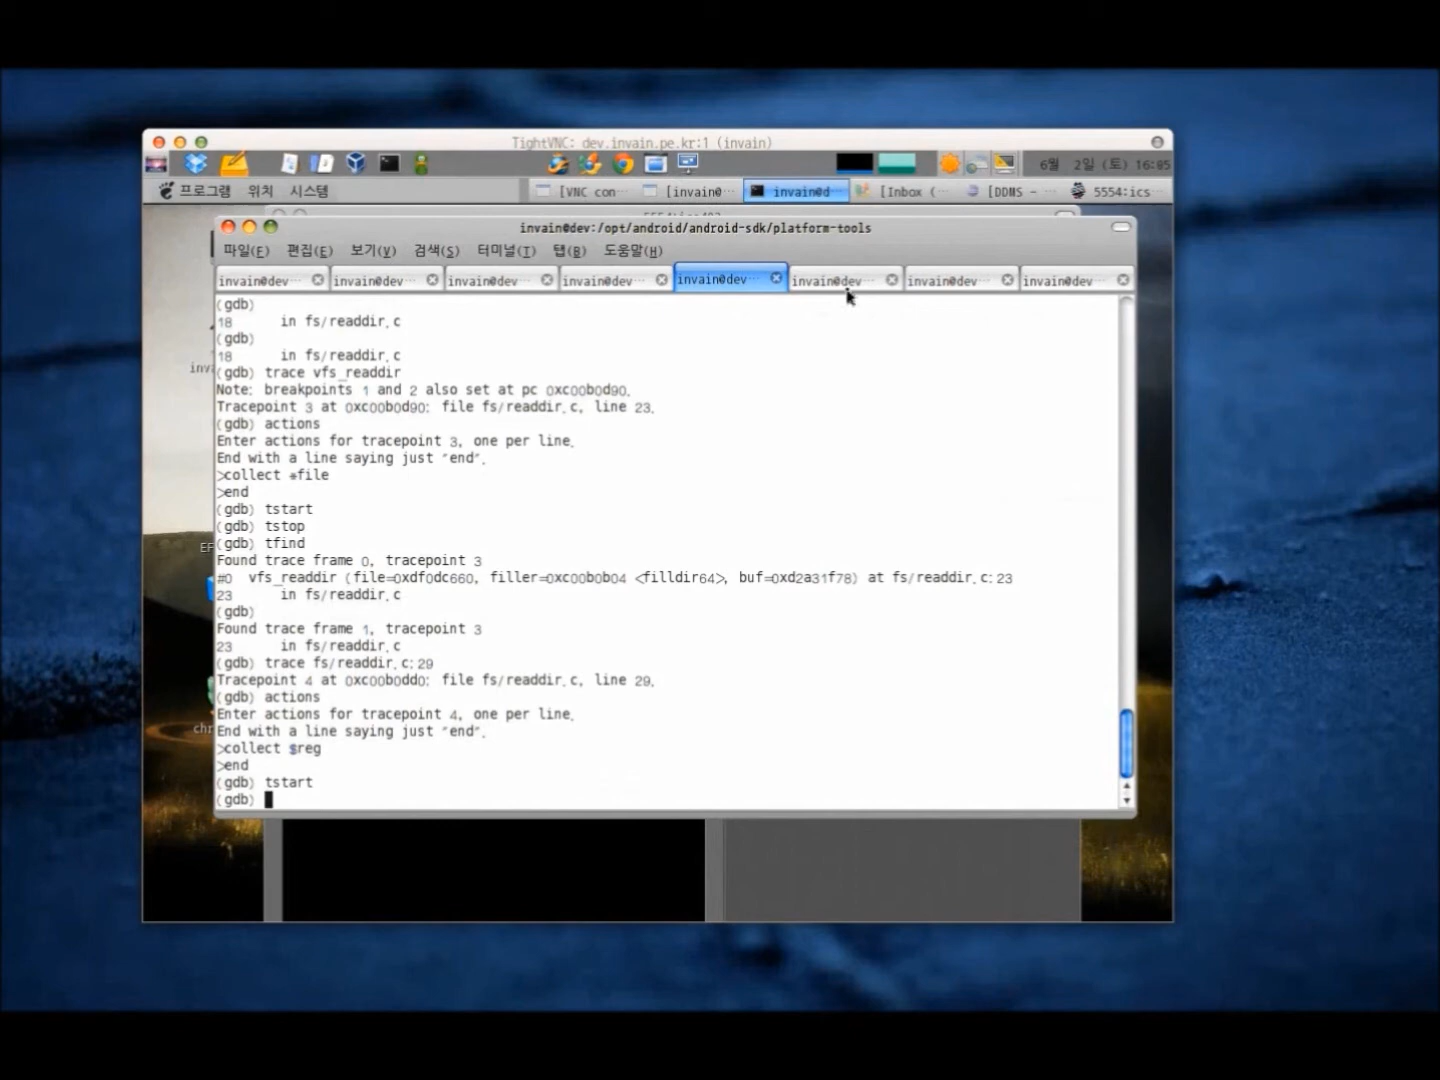 TightVNC: dev.invain.pe.kr:1 (invain)
6월 2일 (토) 16:05
프로그램 위치 시스템
[VNC con…
[invain@…
invain@d…
[Inbox (…
[DDMS - …
5554:ics…
invain@dev:/opt/android/android-sdk/platform-tools
파일(F) 편집(E) 보기(V) 검색(S) 터미널(T) 탭(B) 도움말(H)
invain@dev… invain@dev… invain@dev… invain@dev… invain@dev… invain@dev… invain@dev… invain@dev…
(gdb)
18 in fs/readdir.c
(gdb)
18 in fs/readdir.c
(gdb) trace vfs_readdir
Note: breakpoints 1 and 2 also set at pc 0xc00b0d90.
Tracepoint 3 at 0xc00b0d90: file fs/readdir.c, line 23.
(gdb) actions
Enter actions for tracepoint 3, one per line.
End with a line saying just "end".
>collect *file
>end
(gdb) tstart
(gdb) tstop
(gdb) tfind
Found trace frame 0, tracepoint 3
#0 vfs_readdir (file=0xdf0dc660, filler=0xc00b0b04 <filldir64>, buf=0xd2a31f78) at fs/readdir.c:23
23 in fs/readdir.c
(gdb)
Found trace frame 1, tracepoint 3
23 in fs/readdir.c
(gdb) trace fs/readdir.c:29
Tracepoint 4 at 0xc00b0dd0: file fs/readdir.c, line 29.
(gdb) actions
Enter actions for tracepoint 4, one per line.
End with a line saying just "end".
>collect $reg
>end
(gdb) tstart
(gdb)